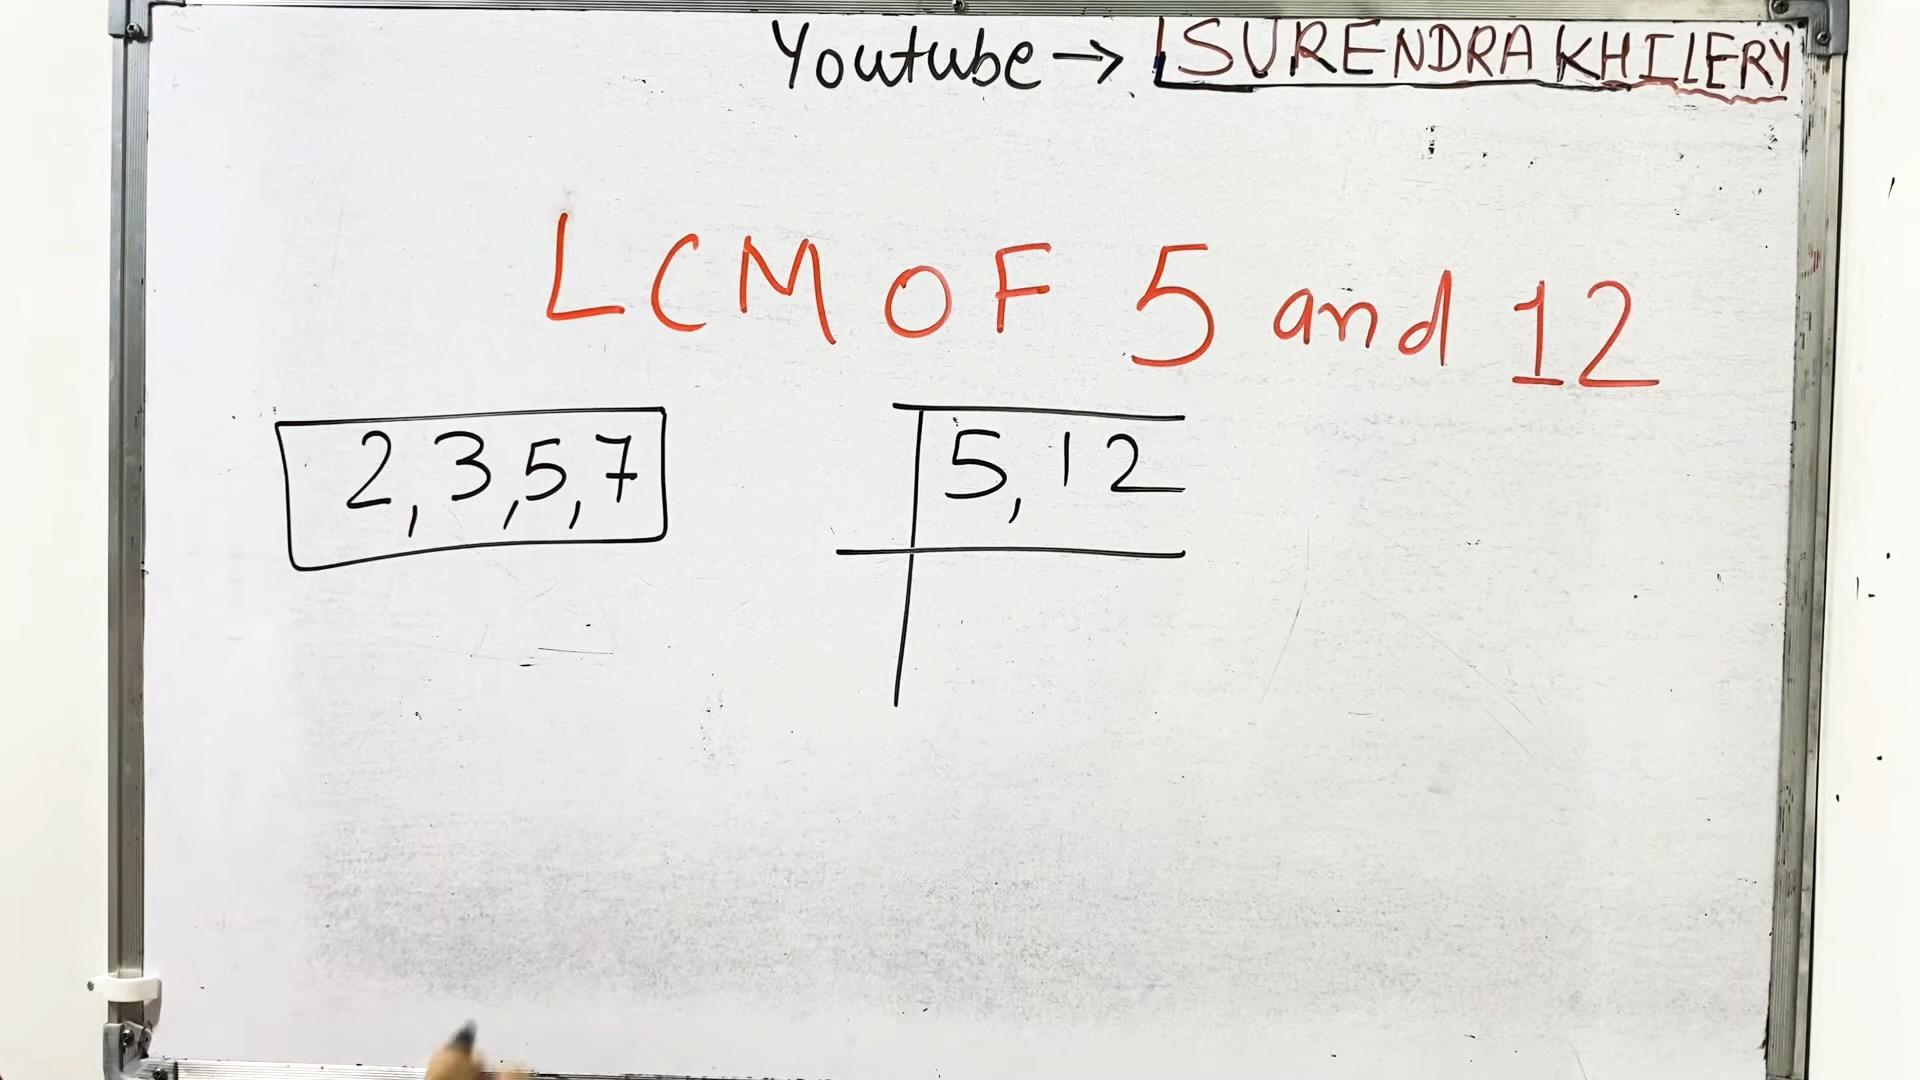 Youtube → SURENDRA KHILERY
LCM OF 5 and 12
2, 3, 5, 7
5, 12